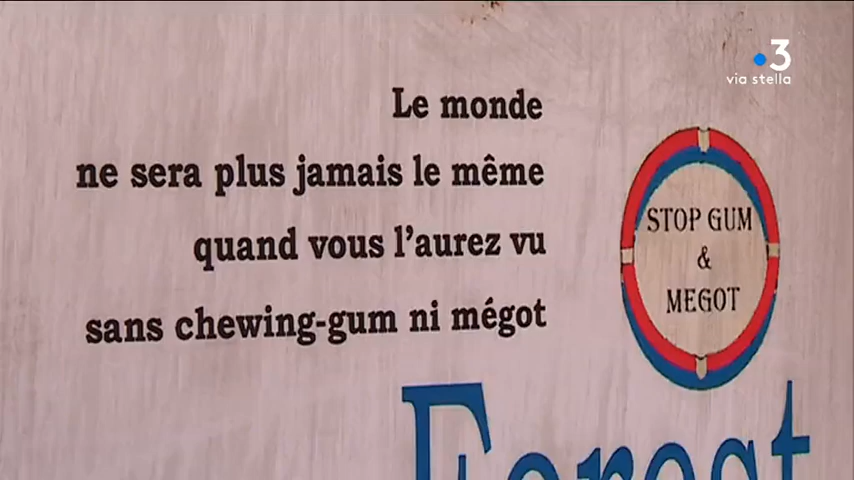 3
via stella
Le monde
ne sera plus jamais le même
quand vous l'aurez vu
sans chewing-gum ni mégot
STOP GUM
&
MEGOT
Forest